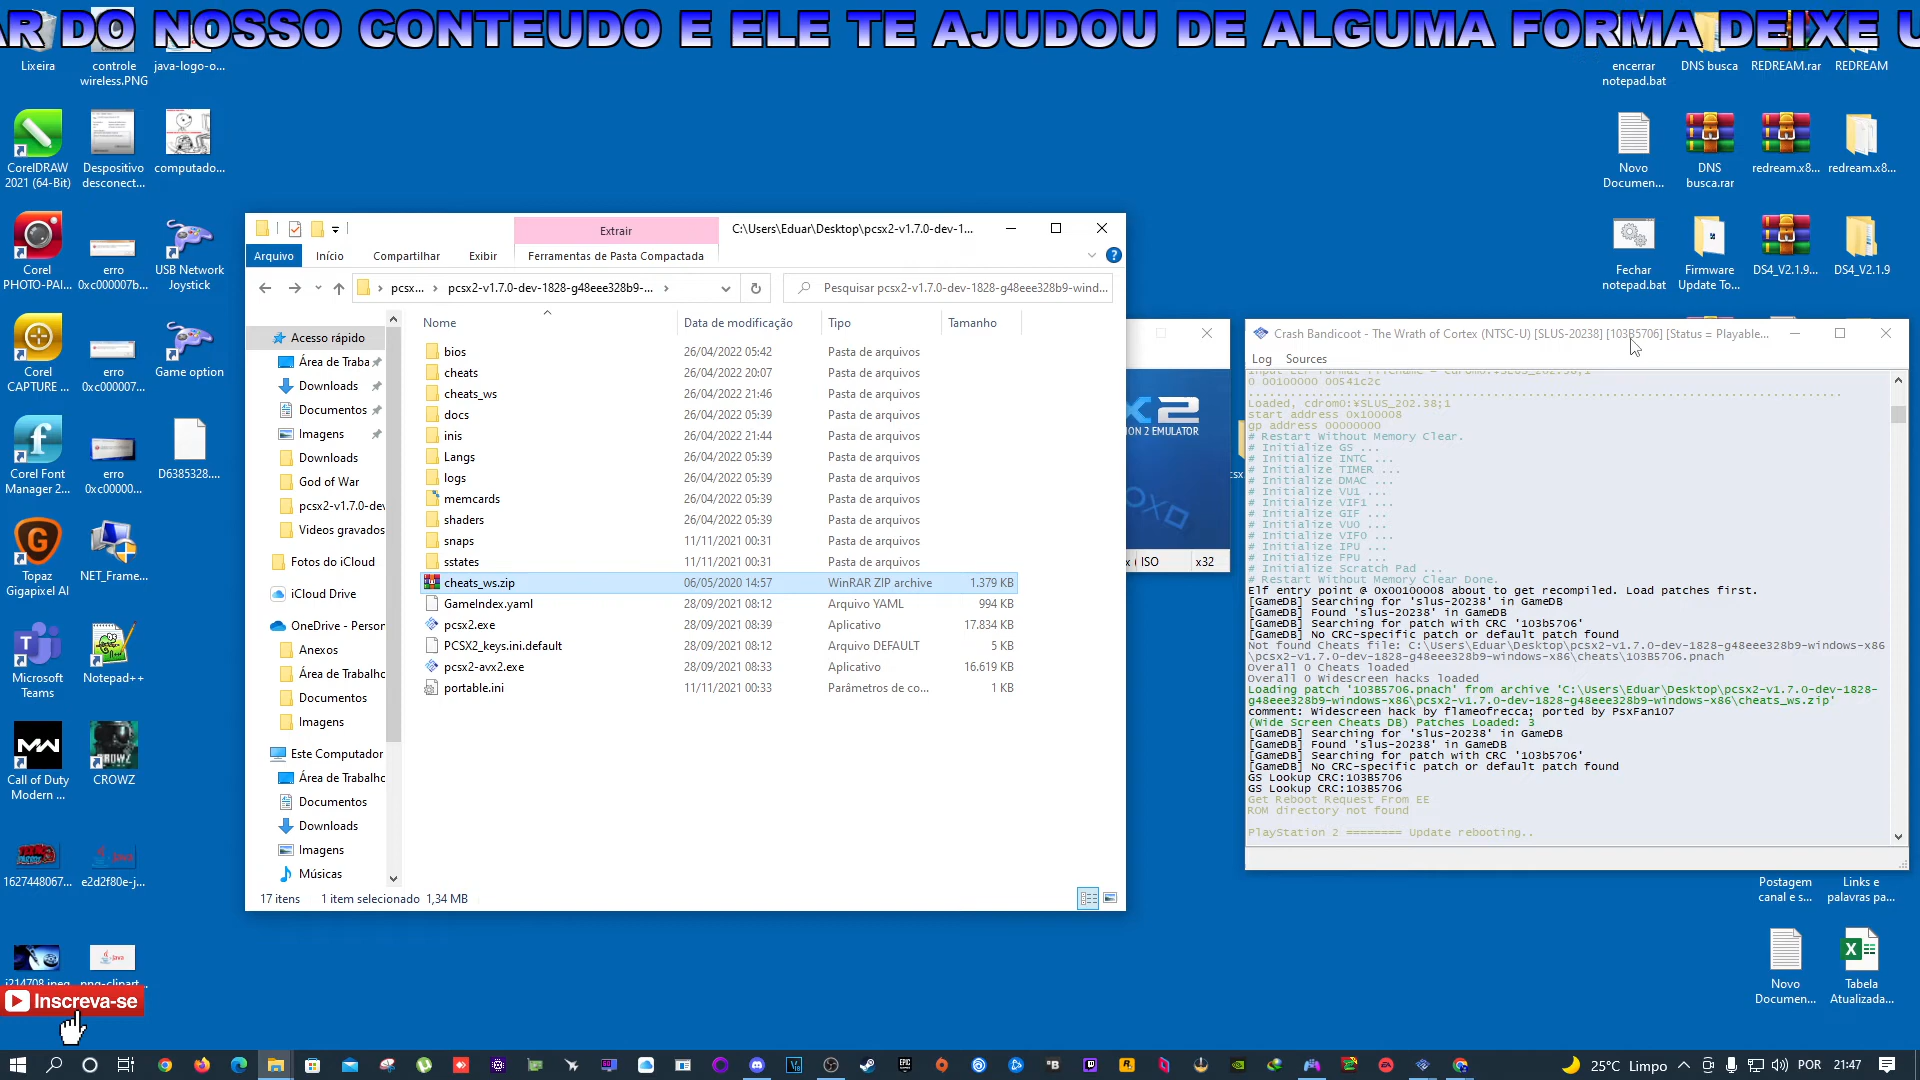 AR DO NOSSO CONTEUDO E ELE TE AJUDOU DE ALGUMA FORMA DEIXE U
Lixeira
controle wireless.PNG
java-logo-o...
encerrar notepad.bat
DNS busca
REDREAM.rar
REDREAM
CorelDRAW 2021 (64-Bit)
Despositivo desconect...
computado...
Novo Documen...
DNS busca.rar
redream.x8...
redream.x8...
Corel PHOTO-PAI...
erro 0xc000007b...
USB Network Joystick
Fechar notepad.bat
Firmware Update To...
DS4_V2.1.9...
DS4_V2.1.9
Corel CAPTURE ...
erro 0xc000007...
Game option
Corel Font Manager 2...
erro 0xc00000...
D6385328....
Topaz Gigapixel AI
NET_Frame...
Microsoft Teams
Notepad++
Call of Duty Modern ...
CROWZ
1627448067...
e2d2f80e-j...
i214708.jpeg
png-clipart...
Inscreva-se
Extrair
C:\Users\Eduar\Desktop\pcsx2-v1.7.0-dev-1...
Arquivo
Início
Compartilhar
Exibir
Ferramentas de Pasta Compactada
pcsx...
pcsx2-v1.7.0-dev-1828-g48eee328b9-...
Pesquisar pcsx2-v1.7.0-dev-1828-g48eee328b9-wind...
Acesso rápido
Área de Traba
Downloads
Documentos
Imagens
Downloads
God of War
pcsx2-v1.7.0-dev
Videos gravados
Fotos do iCloud
iCloud Drive
OneDrive - Person
Anexos
Área de Trabalho
Documentos
Imagens
Este Computador
Área de Trabalho
Documentos
Downloads
Imagens
Músicas
Nome Data de modificação Tipo Tamanho
bios 26/04/2022 05:42 Pasta de arquivos
cheats 26/04/2022 20:07 Pasta de arquivos
cheats_ws 26/04/2022 21:46 Pasta de arquivos
docs 26/04/2022 05:39 Pasta de arquivos
inis 26/04/2022 21:44 Pasta de arquivos
Langs 26/04/2022 05:39 Pasta de arquivos
logs 26/04/2022 05:39 Pasta de arquivos
memcards 26/04/2022 05:39 Pasta de arquivos
shaders 26/04/2022 05:39 Pasta de arquivos
snaps 11/11/2021 00:31 Pasta de arquivos
sstates 11/11/2021 00:31 Pasta de arquivos
cheats_ws.zip 06/05/2020 14:57 WinRAR ZIP archive 1.379 KB
GameIndex.yaml 28/09/2021 08:12 Arquivo YAML 994 KB
pcsx2.exe 28/09/2021 08:39 Aplicativo 17.834 KB
PCSX2_keys.ini.default 28/09/2021 08:12 Arquivo DEFAULT 5 KB
pcsx2-avx2.exe 28/09/2021 08:33 Aplicativo 16.619 KB
portable.ini 11/11/2021 00:33 Parâmetros de co... 1 KB
17 itens 1 item selecionado 1,34 MB
X2
ION 2 EMULATOR
ISO
x32
Crash Bandicoot - The Wrath of Cortex (NTSC-U) [SLUS-20238] [103B5706] [Status = Playable...
Log Sources
0 00100000 00541c2c
Loaded, cdrom0:¥SLUS_202.38;1
start address 0x100008
gp address 00000000
# Restart Without Memory Clear.
# Initialize GS ...
# Initialize INTC ...
# Initialize TIMER ...
# Initialize DMAC ...
# Initialize VU1 ...
# Initialize VIF1 ...
# Initialize GIF ...
# Initialize VU0 ...
# Initialize VIF0 ...
# Initialize IPU ...
# Initialize FPU ...
# Initialize Scratch Pad ...
# Restart Without Memory Clear Done.
Elf entry point @ 0x00100008 about to get recompiled. Load patches first.
[GameDB] Searching for 'slus-20238' in GameDB
[GameDB] Found 'slus-20238' in GameDB
[GameDB] Searching for patch with CRC '103b5706'
[GameDB] No CRC-specific patch or default patch found
Not found Cheats file: C:\Users\Eduar\Desktop\pcsx2-v1.7.0-dev-1828-g48eee328b9-windows-x86
\pcsx2-v1.7.0-dev-1828-g48eee328b9-windows-x86\cheats\103B5706.pnach
Overall 0 Cheats loaded
Overall 0 Widescreen hacks loaded
Loading patch '103B5706.pnach' from archive 'C:\Users\Eduar\Desktop\pcsx2-v1.7.0-dev-1828-
g48eee328b9-windows-x86\pcsx2-v1.7.0-dev-1828-g48eee328b9-windows-x86\cheats_ws.zip'
comment: Widescreen hack by flameofrecca; ported by PsxFan107
(Wide Screen Cheats DB) Patches Loaded: 3
[GameDB] Searching for 'slus-20238' in GameDB
[GameDB] Found 'slus-20238' in GameDB
[GameDB] Searching for patch with CRC '103b5706'
[GameDB] No CRC-specific patch or default patch found
GS Lookup CRC:103B5706
GS Lookup CRC:103B5706
Get Reboot Request From EE
ROM directory not found
PlayStation 2 ======== Update rebooting..
Postagem canal e s...
Links e palavras pa...
Novo Documen...
Tabela Atualizada...
25°C Limpo
POR
21:47